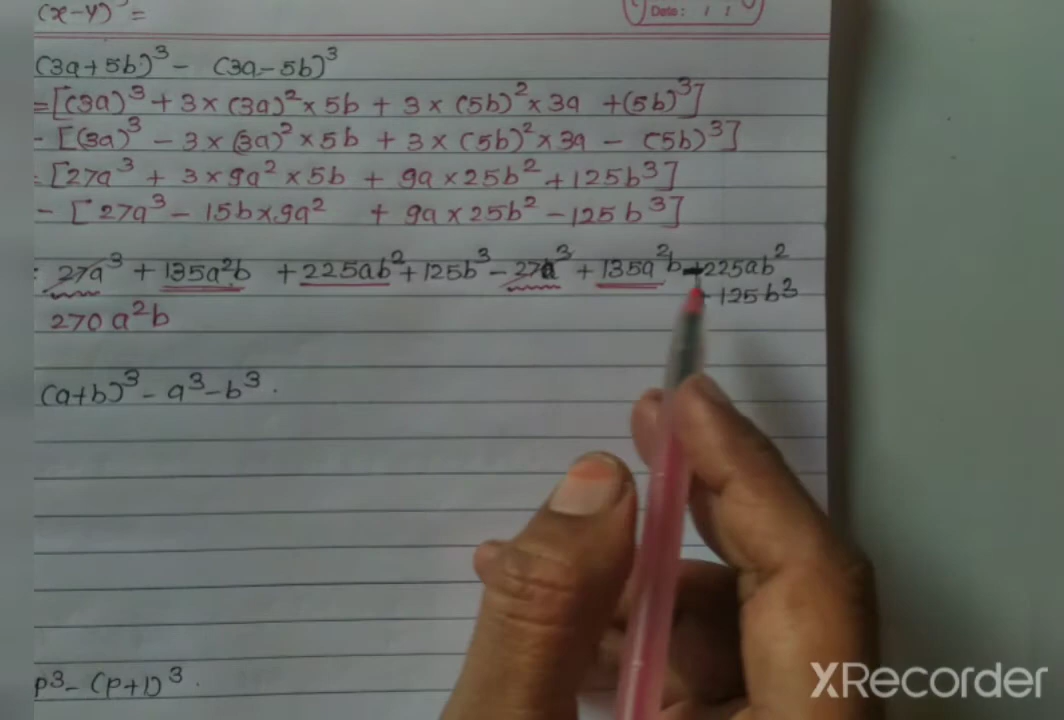 (x-y)³ =
Date: / /
(3a+5b)³ - (3a-5b)³
=[(3a)³ + 3×(3a)²×5b + 3×(5b)²×3a +(5b)³]
- [(3a)³ - 3×(3a)²×5b + 3×(5b)²×3a - (5b)³]
= [27a³ + 3×9a²×5b + 9a×25b²+125b³]
- [27a³ - 15b×9a² + 9a×25b²-125b³]
= 27a³ + 135a²b + 225ab²+125b³-27a³ +135a²b -225ab²
+125b³
270a²b
(a+b)³ - a³-b³.
p³-(p+1)³.
XRecorder